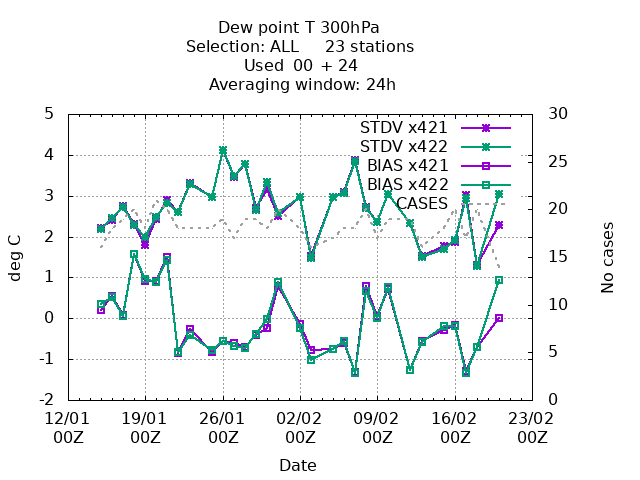 Dew point T 300hPa
Selection: ALL 23 stations
Used 00 + 24
Averaging window: 24h
5 30
STDV x421
STDV x422
BIAS x421
BIAS x422
CASES
4 25
3 20
2 15
1 10
0 5
-1 0
-2
deg C
No cases
12/01 19/01 26/01 02/02 09/02 16/02 23/02
00Z 00Z 00Z 00Z 00Z 00Z 00Z
Date